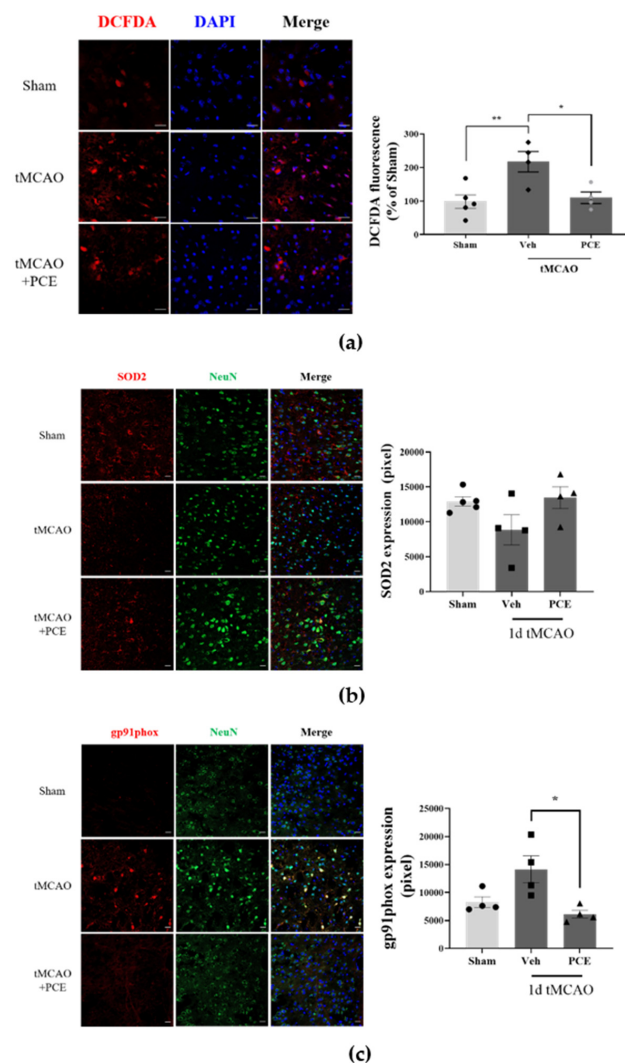 DCFDA DAPI Merge
Sham
tMCAO
tMCAO
+PCE
DCFDA fluorescence
(% of Sham)
300
200
100
0
** *
Sham Veh PCE
tMCAO
(a)
SOD2 NeuN Merge
Sham
tMCAO
tMCAO
+PCE
SOD2 expression (pixel)
20000
15000
10000
5000
0
Sham Veh PCE
1d tMCAO
(b)
gp91phox NeuN Merge
Sham
tMCAO
tMCAO
+PCE
gp91phox expression
(pixel)
25000
20000
15000
10000
5000
0
*
Sham Veh PCE
1d tMCAO
(c)